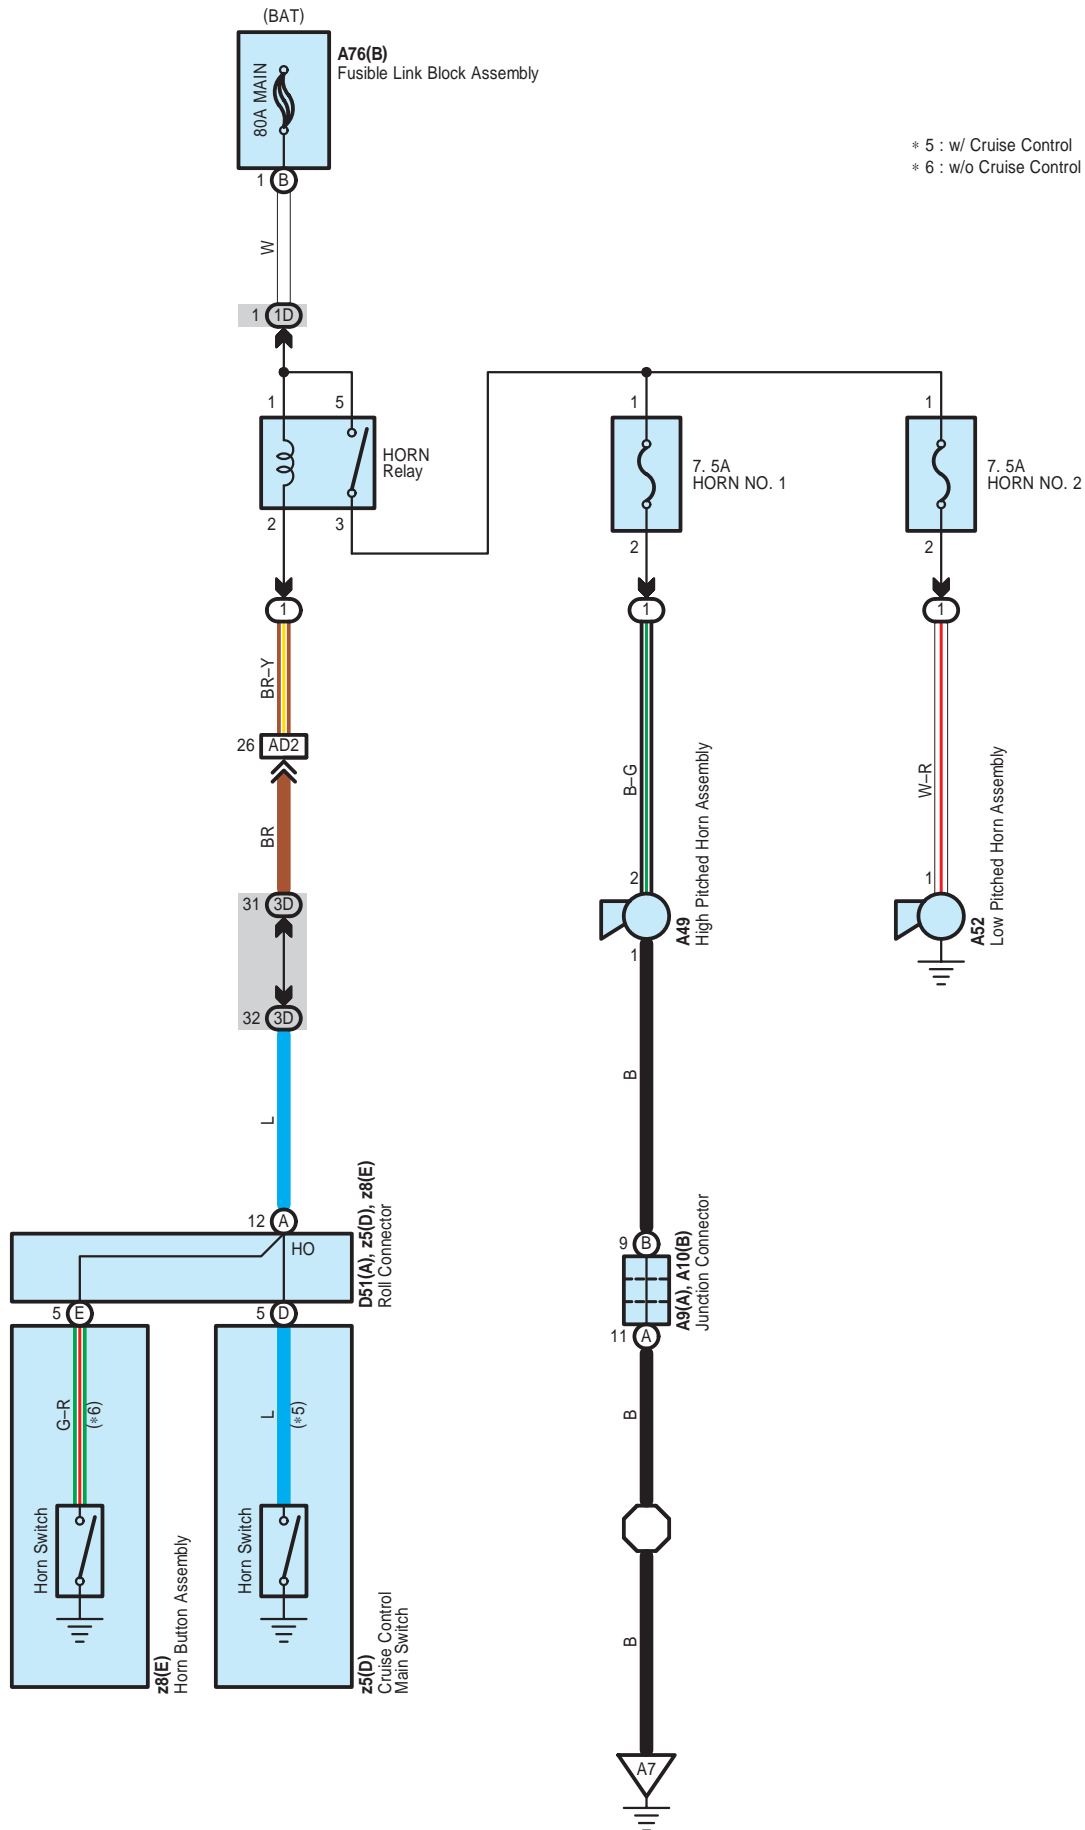 (BAT)
A76(B)
Fusible Link Block Assembly
80A MAIN
1 B
W
1 1D
∗ 5 : w/ Cruise Control
∗ 6 : w/o Cruise Control
1 5
HORN
Relay
2 3
1
7. 5A
HORN NO. 1
2
1
7. 5A
HORN NO. 2
2
1
BR–Y
26 AD2
BR
31 3D
32 3D
L
12 A
HO
D51(A), z5(D), z8(E)
Roll Connector
5 E
5 D
G–R
(∗6)
L
(∗5)
Horn Switch
Horn Switch
z8(E)
Horn Button Assembly
z5(D)
Cruise Control
Main Switch
1
B–G
2
A49
High Pitched Horn Assembly
1
B
9 B
A9(A), A10(B)
Junction Connector
11 A
B
B
A7
1
W–R
1
A52
Low Pitched Horn Assembly